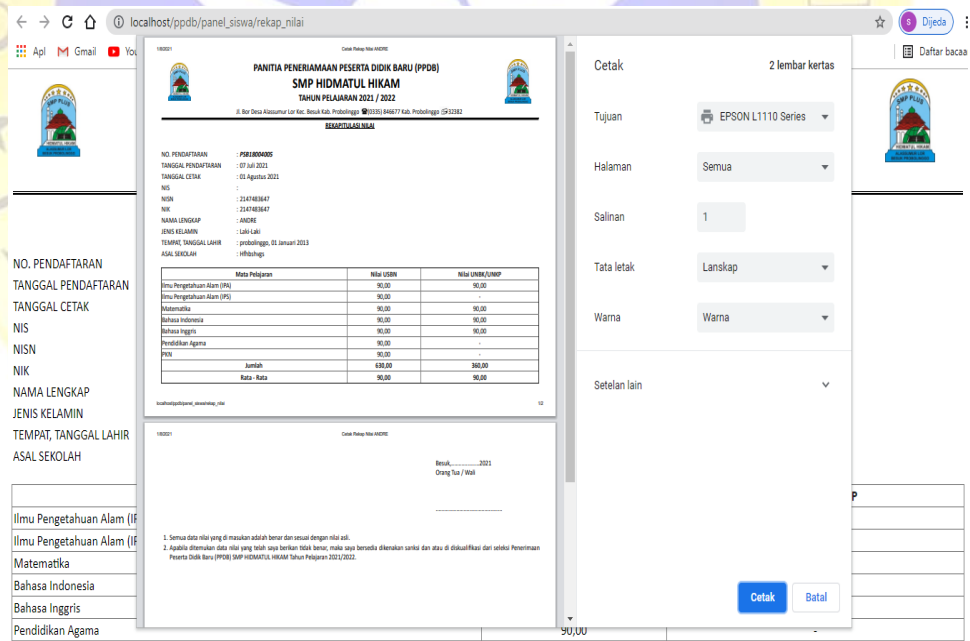 localhost/ppdb/panel_siswa/rekap_nilai
S Dijeda
Apl Gmail
Daftar bacaa
1/8/2021 Cetak Rekap Nilai ANDRE
PANITIA PENERIAMAAN PESERTA DIDIK BARU (PPDB)
SMP HIDMATUL HIKAM
TAHUN PELAJARAN 2021 / 2022
Jl. Bor Desa Alassumur Lor Kec. Besuk Kab. Probolinggo ☎(0335) 846677 Kab. Probolinggo 32382
REKAPITULASI NILAI
NO. PENDAFTARAN : PSB18004005
TANGGAL PENDAFTARAN : 07 Juli 2021
TANGGAL CETAK : 01 Agustus 2021
NIS :
NISN : 2147483647
NIK : 2147483647
NAMA LENGKAP : ANDRE
JENIS KELAMIN : Laki-Laki
TEMPAT, TANGGAL LAHIR : probolinggo, 01 Januari 2013
ASAL SEKOLAH : Hfhbshvgs
Mata Pelajaran Nilai USBN Nilai UNBK/UNKP
Ilmu Pengetahuan Alam (IPA) 90,00 90,00
Ilmu Pengetahuan Alam (IPS) 90,00 -
Matematika 90,00 90,00
Bahasa Indonesia 90,00 90,00
Bahasa Inggris 90,00 90,00
Pendidikan Agama 90,00 -
PKN 90,00 -
Jumlah 630,00 360,00
Rata - Rata 90,00 90,00
localhost/ppdb/panel_siswa/rekap_nilai 1/2
1/8/2021 Cetak Rekap Nilai ANDRE
Besuk,....................2021
Orang Tua / Wali
1. Semua data nilai yang di masukan adalah benar dan sesuai dengan nilai asli.
2. Apabila ditemukan data nilai yang telah saya berikan tidak benar, maka saya bersedia dikenakan sanksi dan atau di diskualifikasi dari seleksi Penerimaan
Peserta Didik Baru (PPDB) SMP HIDMATUL HIKAM Tahun Pelajaran 2021/2022.
Cetak 2 lembar kertas
Tujuan EPSON L1110 Series
Halaman Semua
Salinan 1
Tata letak Lanskap
Warna Warna
Setelan lain
Cetak Batal
NO. PENDAFTARAN
TANGGAL PENDAFTARAN
TANGGAL CETAK
NIS
NISN
NIK
NAMA LENGKAP
JENIS KELAMIN
TEMPAT, TANGGAL LAHIR
ASAL SEKOLAH
P
Ilmu Pengetahuan Alam (IP
Ilmu Pengetahuan Alam (IP
Matematika
Bahasa Indonesia
Bahasa Inggris
Pendidikan Agama 90,00 -